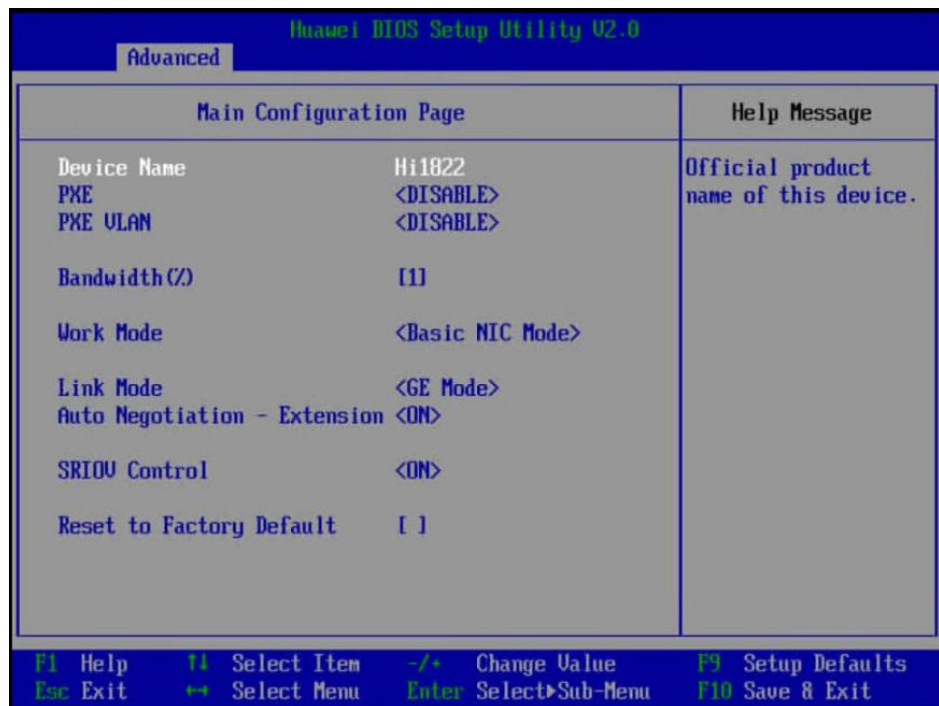 Huawei BIOS Setup Utility V2.0
Advanced
Main Configuration Page
Help Message
Device Name Hi1822
Official product
name of this device.
PXE <DISABLE>
PXE VLAN <DISABLE>
Bandwidth(%) [1]
Work Mode <Basic NIC Mode>
Link Mode <GE Mode>
Auto Negotiation - Extension <ON>
SRIOV Control <ON>
Reset to Factory Default [ ]
F1 Help ↑↓ Select Item -/+ Change Value F9 Setup Defaults
Esc Exit ←→ Select Menu Enter Select▶Sub-Menu F10 Save & Exit